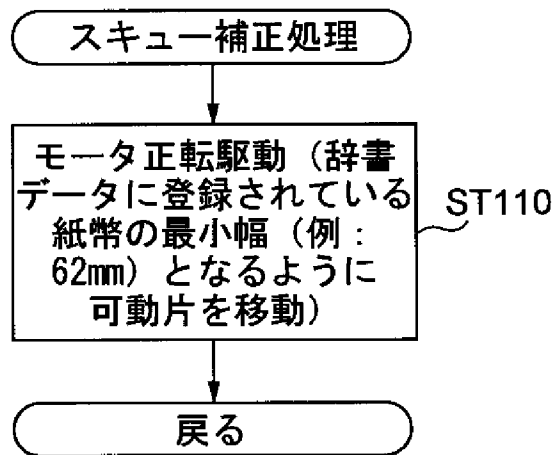 スキュー補正処理
モータ正転駆動（辞書
データに登録されている
紙幣の最小幅（例：
62mm）となるように
可動片を移動）
ST110
戻る